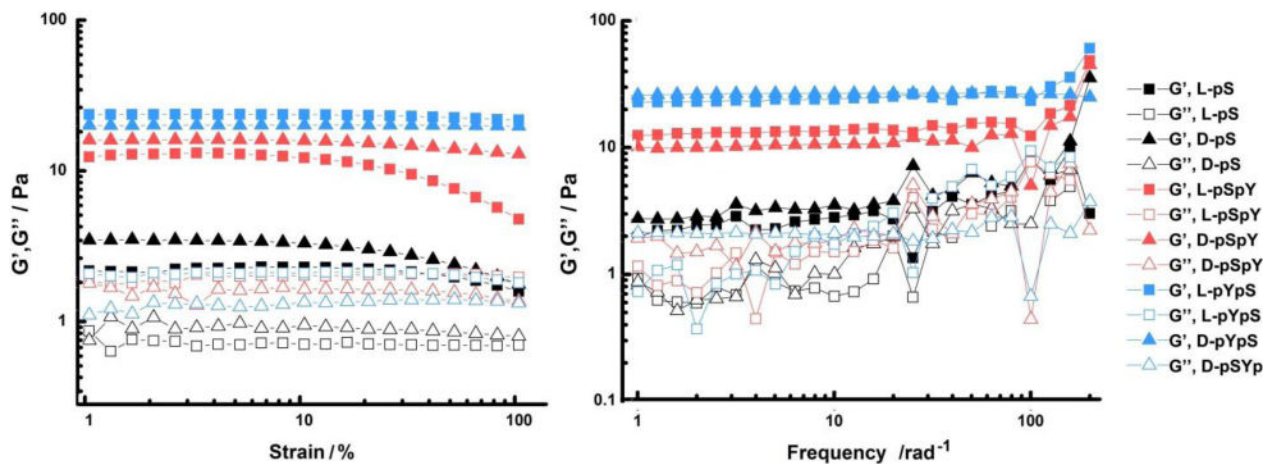 100
10
1
G', G'' / Pa
1
10
100
Strain / %
100
10
1
0.1
G', G'' / Pa
1
10
100
Frequency /rad-1
G', L-pS
G'', L-pS
G', D-pS
G'', D-pS
G', L-pSpY
G'', L-pSpY
G', D-pSpY
G'', D-pSpY
G', L-pYpS
G'', L-pYpS
G', D-pYpS
G'', D-pSYp